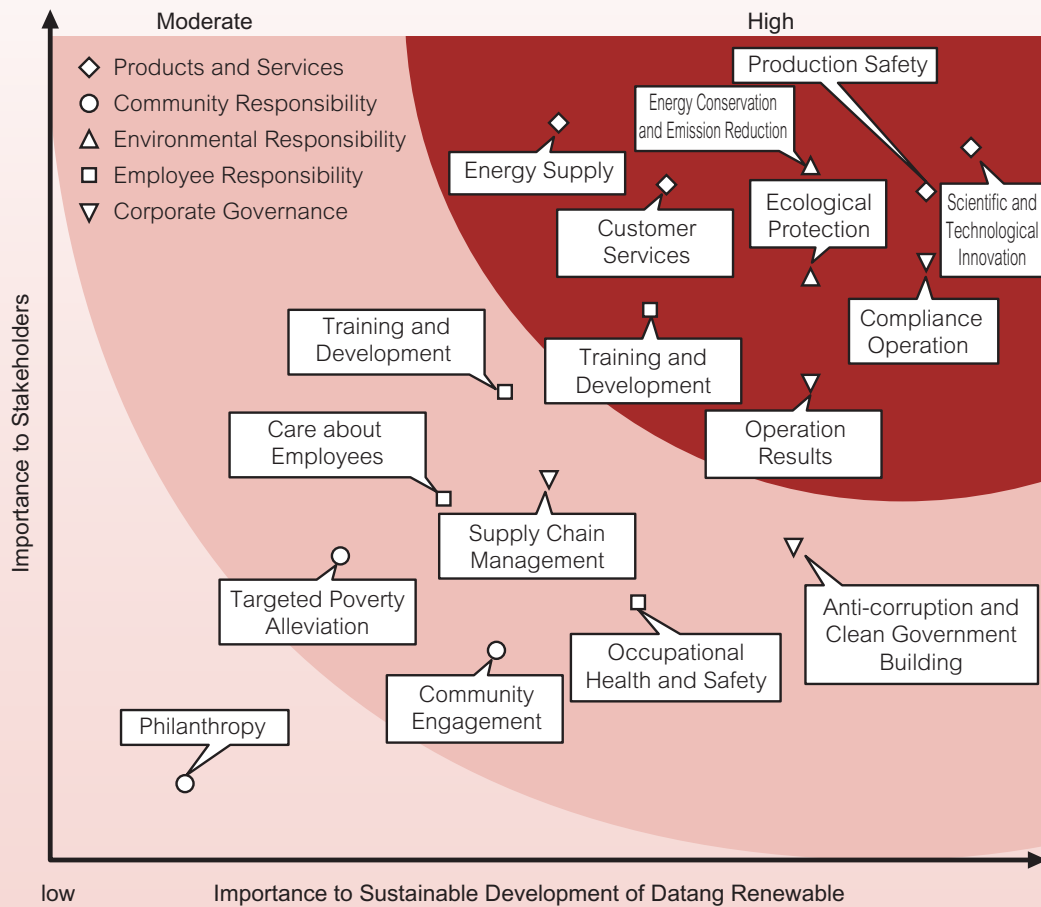 Moderate
High
Products and Services
Community Responsibility
Environmental Responsibility
Employee Responsibility
Corporate Governance
Production Safety
Energy Conservation
and Emission Reduction
Energy Supply
Customer
Services
Ecological
Protection
Scientific and
Technological
Innovation
Compliance
Operation
Training and
Development
Training and
Development
Operation
Results
Care about
Employees
Supply Chain
Management
Targeted Poverty
Alleviation
Anti-corruption and
Clean Government
Building
Occupational
Health and Safety
Community
Engagement
Philanthropy
Importance to Stakeholders
low
Importance to Sustainable Development of Datang Renewable